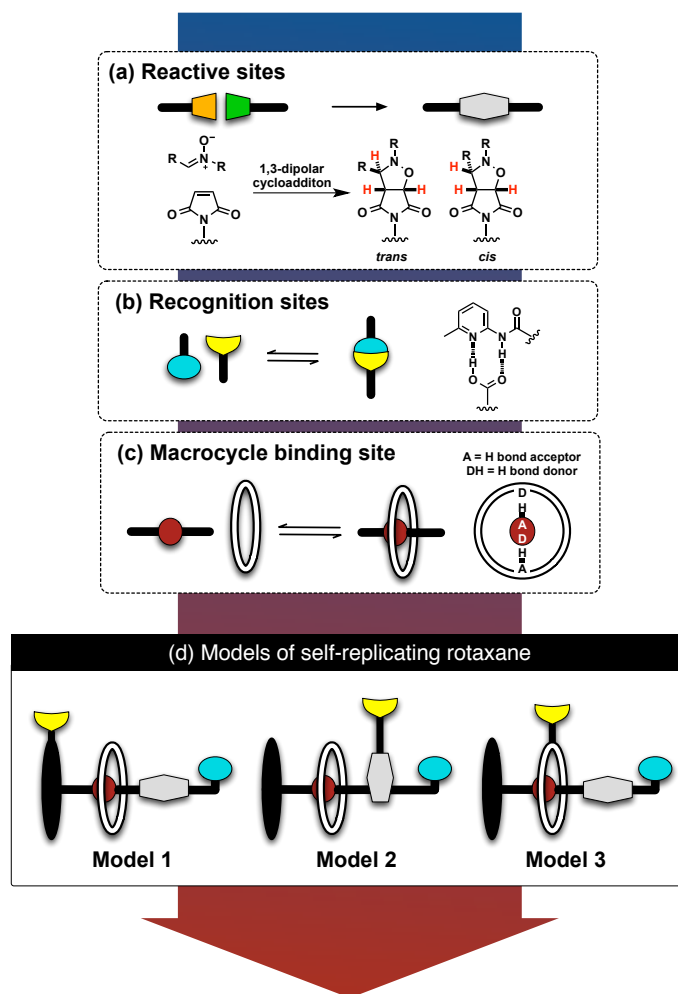 (a) Reactive sites
O−
R
N
+
R
O
N
O
1,3-dipolar
cycloadditon
R
H
N
R
O
H
H
O
N
O
trans
R
R
N
H
O
H
H
O
N
O
cis
(b) Recognition sites
N
N
H
O
H
O
O
(c) Macrocycle binding site
A = H bond acceptor
DH = H bond donor
D
H
A
D
H
A
(d) Models of self-replicating rotaxane
Model 1
Model 2
Model 3